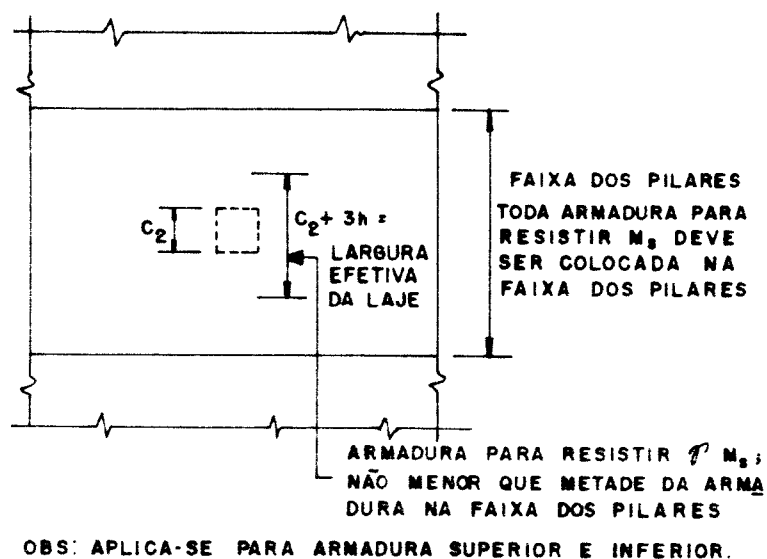 FAIXA DOS PILARES
TODA ARMADURA PARA
RESISTIR Ms DEVE
SER COLOCADA NA
FAIXA DOS PILARES
C2
C2 + 3h =
LARGURA
EFETIVA
DA LAJE
ARMADURA PARA RESISTIR Ms;
NÃO MENOR QUE METADE DA ARMA
DURA NA FAIXA DOS PILARES
OBS: APLICA-SE PARA ARMADURA SUPERIOR E INFERIOR.